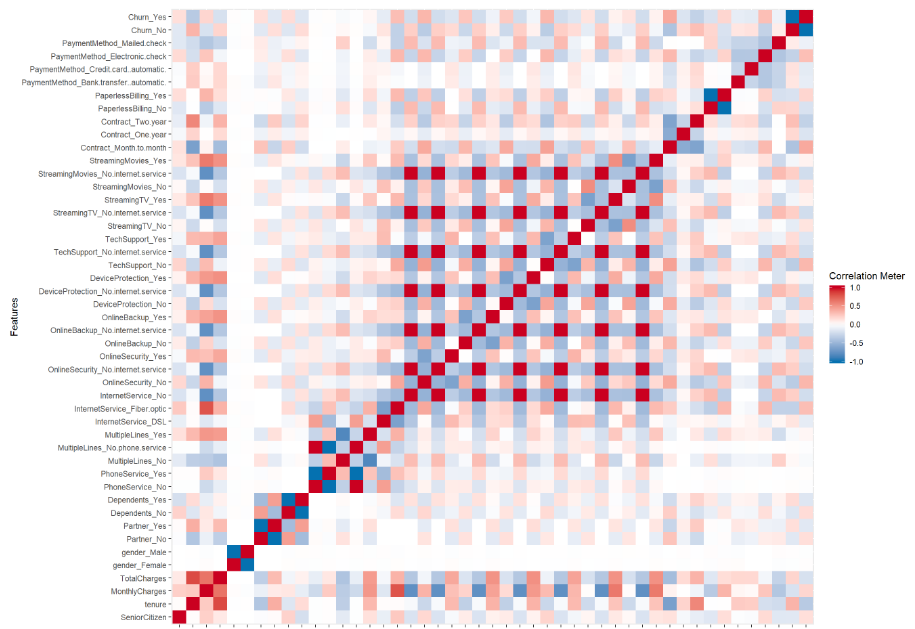 Churn_Yes
Churn_No
PaymentMethod_Mailed.check
PaymentMethod_Electronic.check
PaymentMethod_Credit.card..automatic.
PaymentMethod_Bank.transfer..automatic.
PaperlessBilling_Yes
PaperlessBilling_No
Contract_Two.year
Contract_One.year
Contract_Month.to.month
StreamingMovies_Yes
StreamingMovies_No.internet.service
StreamingMovies_No
StreamingTV_Yes
StreamingTV_No.internet.service
StreamingTV_No
TechSupport_Yes
TechSupport_No.internet.service
TechSupport_No
DeviceProtection_Yes
DeviceProtection_No.internet.service
DeviceProtection_No
OnlineBackup_Yes
OnlineBackup_No.internet.service
OnlineBackup_No
OnlineSecurity_Yes
OnlineSecurity_No.internet.service
OnlineSecurity_No
InternetService_No
InternetService_Fiber.optic
InternetService_DSL
MultipleLines_Yes
MultipleLines_No.phone.service
MultipleLines_No
PhoneService_Yes
PhoneService_No
Dependents_Yes
Dependents_No
Partner_Yes
Partner_No
gender_Male
gender_Female
TotalCharges
MonthlyCharges
tenure
SeniorCitizen
Features
Correlation Meter
1.0
0.5
0.0
-0.5
-1.0